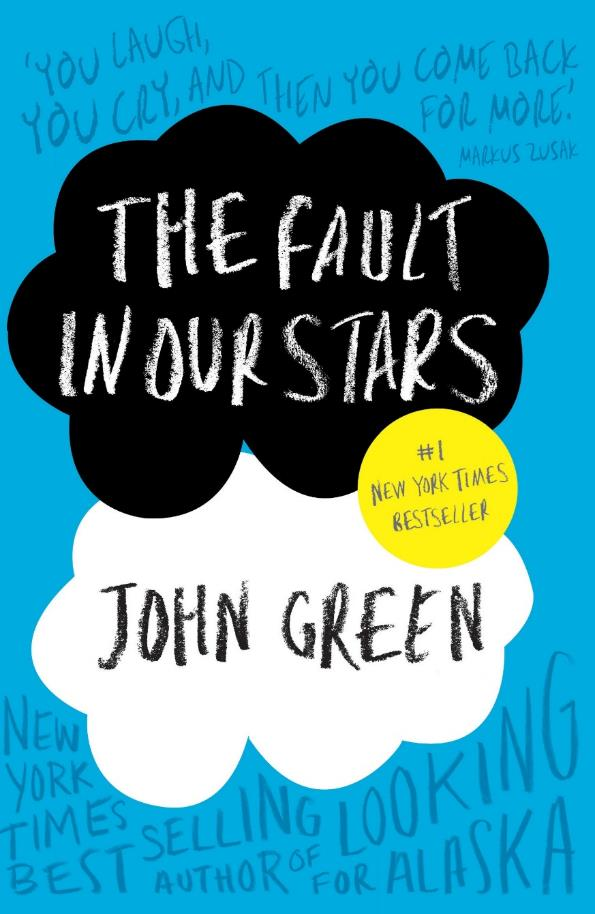 'YOU LAUGH,
YOU CRY, AND THEN YOU COME BACK
FOR MORE.'
MARKUS ZUSAK
THE FAULT
IN OUR STARS
#1
NEW YORK TIMES
BESTSELLER
JOHN GREEN
NEW
YORK
TIMES
BESTSELLING
AUTHOR OF
LOOKING
FOR ALASKA